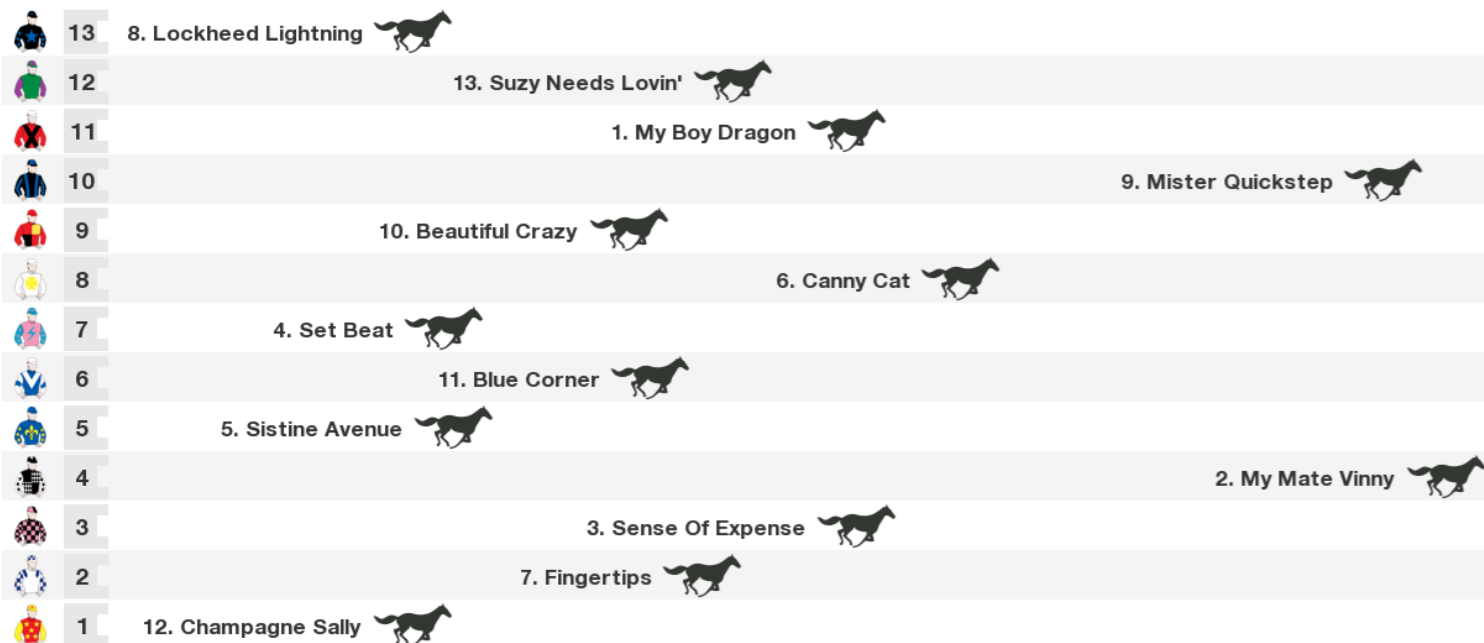 13 8. Lockheed Lightning
12 13. Suzy Needs Lovin'
11 1. My Boy Dragon
10 9. Mister Quickstep
9 10. Beautiful Crazy
8 6. Canny Cat
7 4. Set Beat
6 11. Blue Corner
5 5. Sistine Avenue
4 2. My Mate Vinny
3 3. Sense Of Expense
2 7. Fingertips
1 12. Champagne Sally